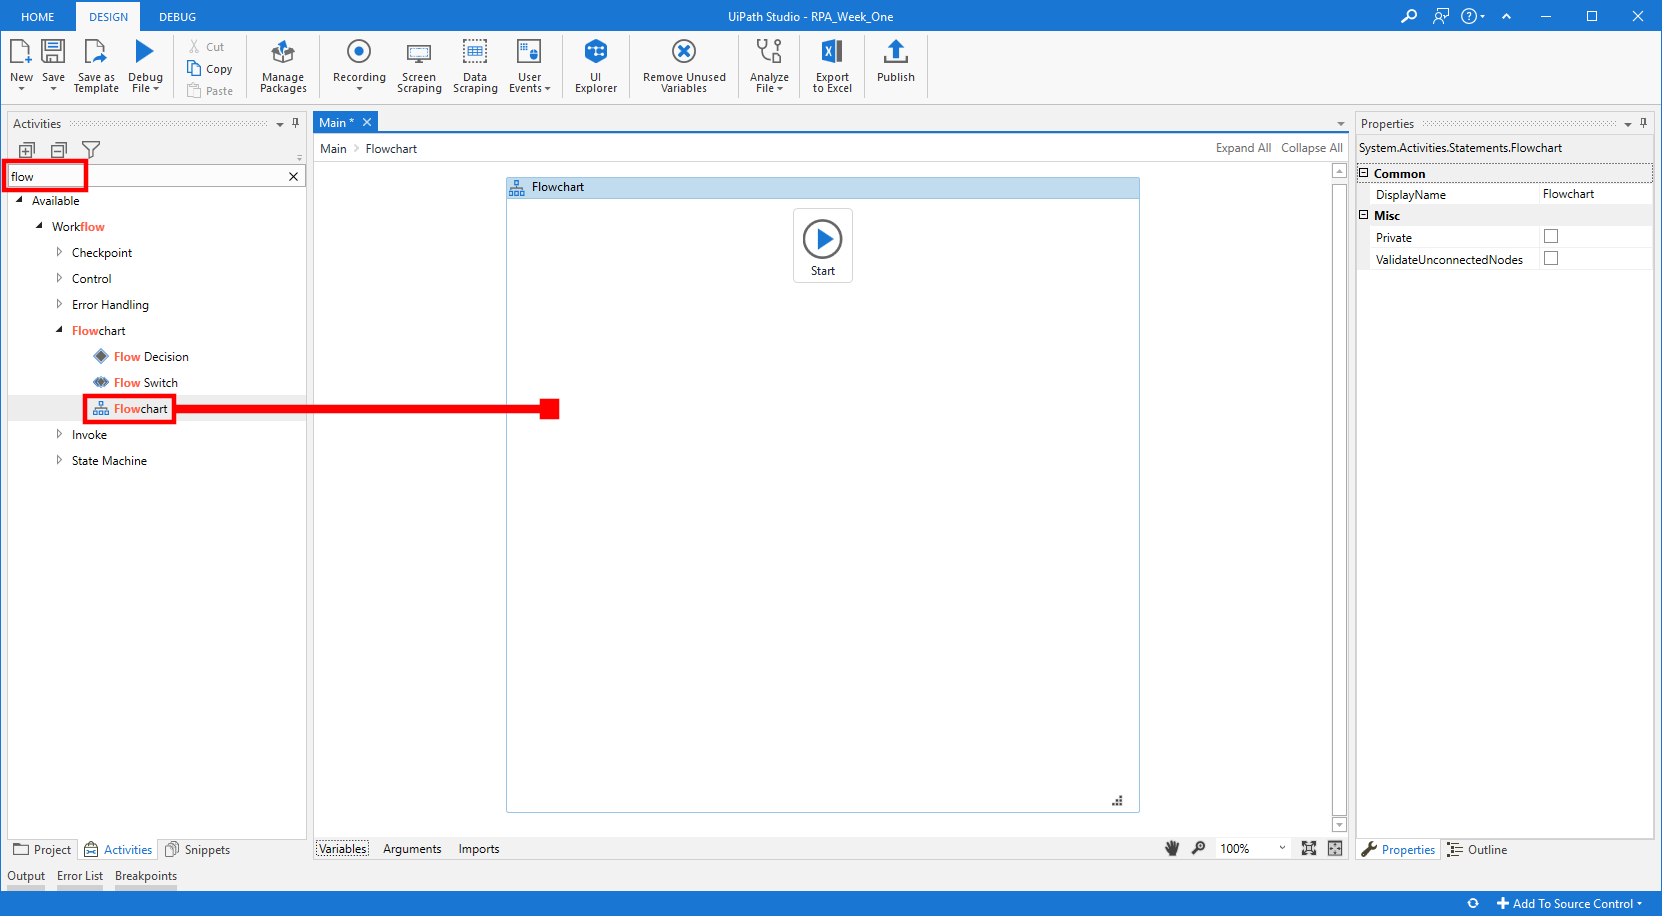 HOME DESIGN DEBUG UiPath Studio - RPA_Week_One
New Save Save as Template Debug File Cut Copy Paste Manage Packages Recording Screen Scraping Data Scraping User Events UI Explorer Remove Unused Variables Analyze File Export to Excel Publish
Activities
flow
Available
Workflow
Checkpoint
Control
Error Handling
Flowchart
Flow Decision
Flow Switch
Flowchart
Invoke
State Machine
Project Activities Snippets
Main *
Main > Flowchart Expand All Collapse All
Flowchart
Start
Variables Arguments Imports 100%
Properties
System.Activities.Statements.Flowchart
Common
DisplayName Flowchart
Misc
Private
ValidateUnconnectedNodes
Properties Outline
Output Error List Breakpoints
Add To Source Control